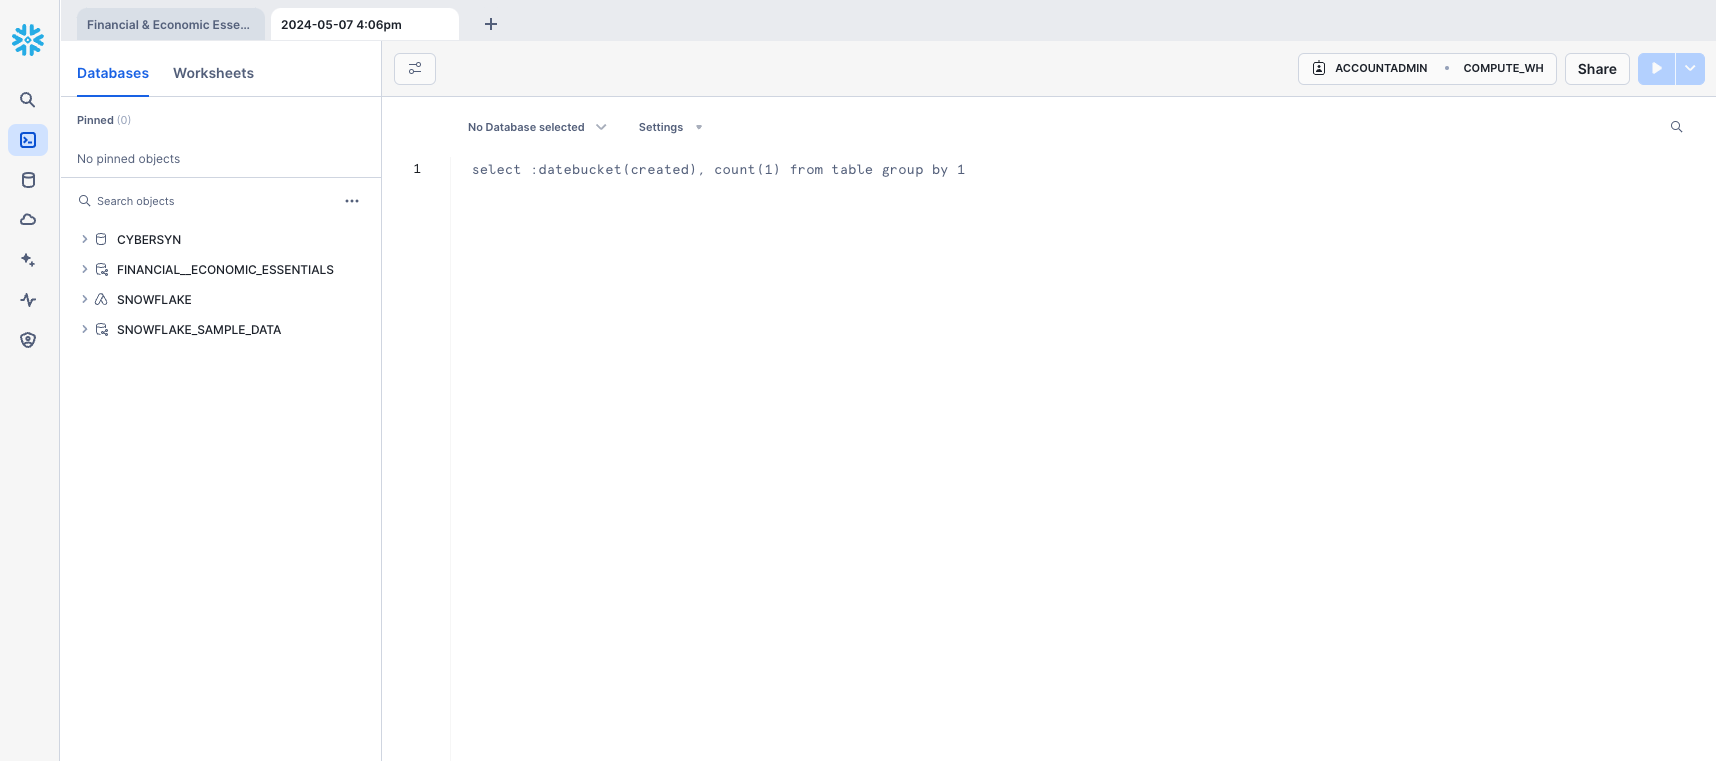 Financial & Economic Esse...
2024-05-07 4:06pm
Databases
Worksheets
ACCOUNTADMIN
COMPUTE_WH
Share
Pinned (0)
No pinned objects
Search objects
CYBERSYN
FINANCIAL__ECONOMIC_ESSENTIALS
SNOWFLAKE
SNOWFLAKE_SAMPLE_DATA
No Database selected
Settings
1
select :datebucket(created), count(1) from table group by 1